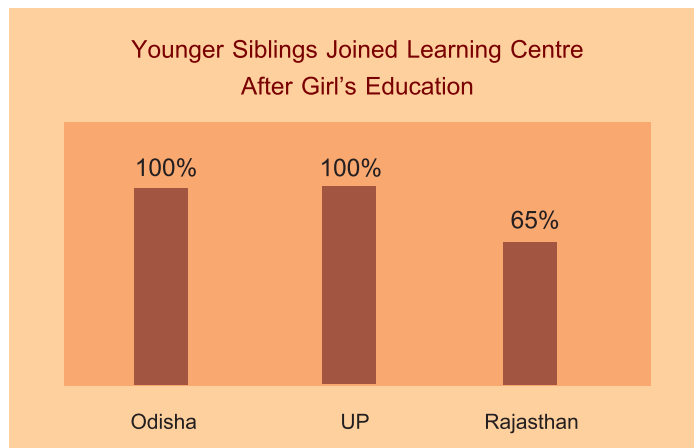 Younger Siblings Joined Learning Centre
After Girl’s Education
100% 100%
65%
Odisha UP Rajasthan